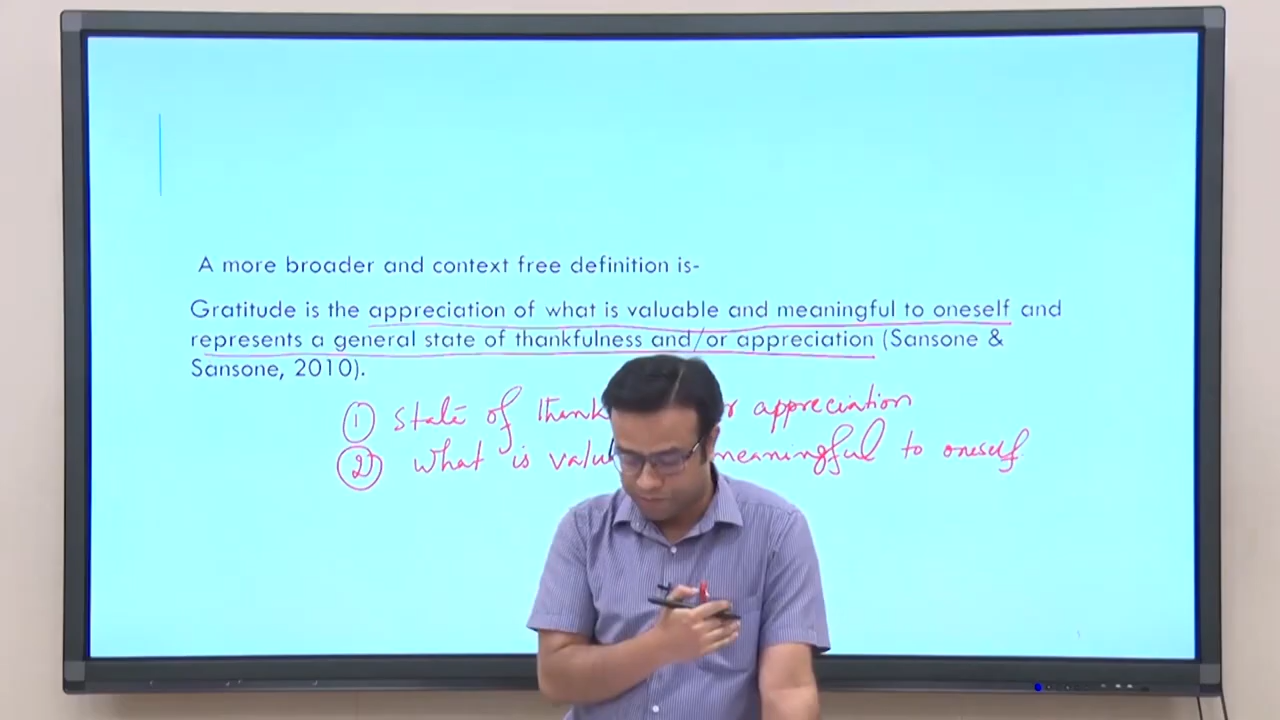 A more broader and context free definition is-
Gratitude is the appreciation of what is valuable and meaningful to oneself and
represents a general state of thankfulness and/or appreciation (Sansone &
Sansone, 2010).
1 state of thank r appreciation
2 what is valu meaningful to oneself